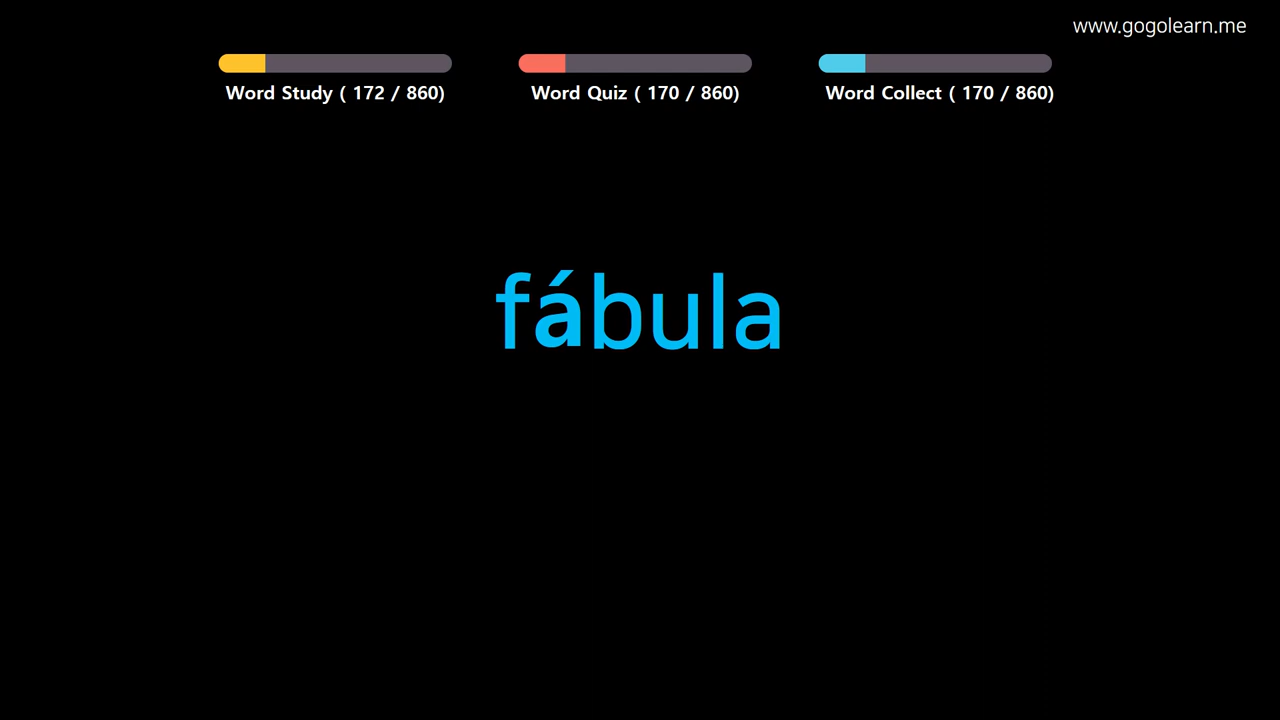 www.gogolearn.me
Word Study ( 172 / 860)
Word Quiz ( 170 / 860)
Word Collect ( 170 / 860)
fábula